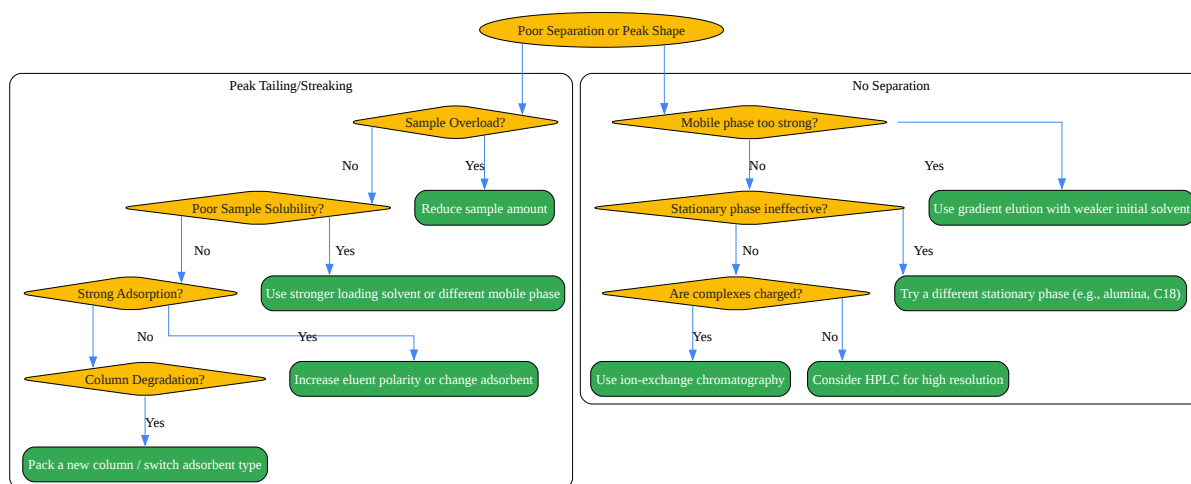 Poor Separation or Peak Shape
Peak Tailing/Streaking
No Separation
Sample Overload?
Mobile phase too strong?
No
Yes
No
Yes
Poor Sample Solubility?
Reduce sample amount
Stationary phase ineffective?
Use gradient elution with weaker initial solvent
No
Yes
No
Yes
Strong Adsorption?
Use stronger loading solvent or different mobile phase
Are complexes charged?
Try a different stationary phase (e.g., alumina, C18)
No
Yes
Yes
No
Column Degradation?
Increase eluent polarity or change adsorbent
Use ion-exchange chromatography
Consider HPLC for high resolution
Yes
Pack a new column / switch adsorbent type